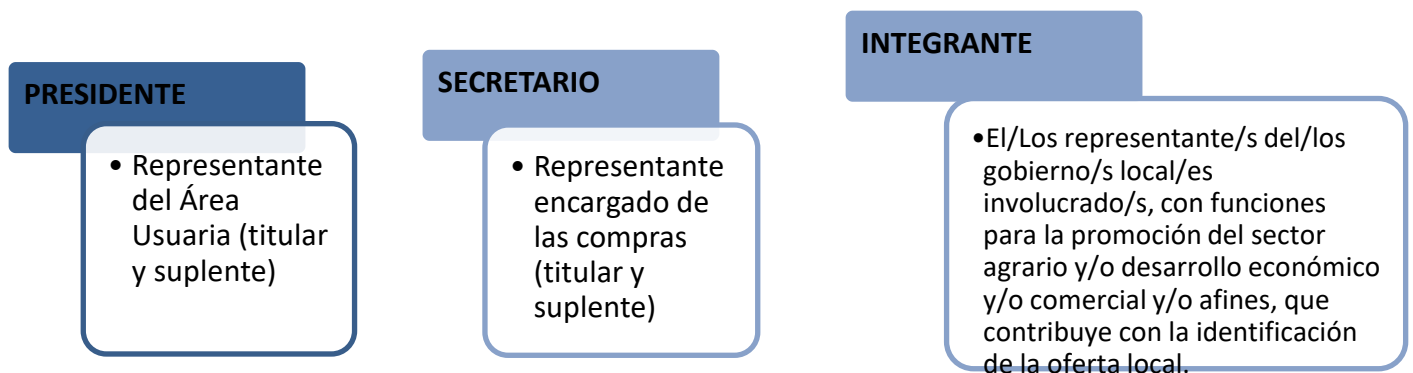 PRESIDENTE
• Representante
del Área
Usuaria (titular
y suplente)
SECRETARIO
• Representante
encargado de
las compras
(titular y
suplente)
INTEGRANTE
•El/Los representante/s del/los
gobierno/s local/es
involucrado/s, con funciones
para la promoción del sector
agrario y/o desarrollo económico
y/o comercial y/o afines, que
contribuye con la identificación
de la oferta local.